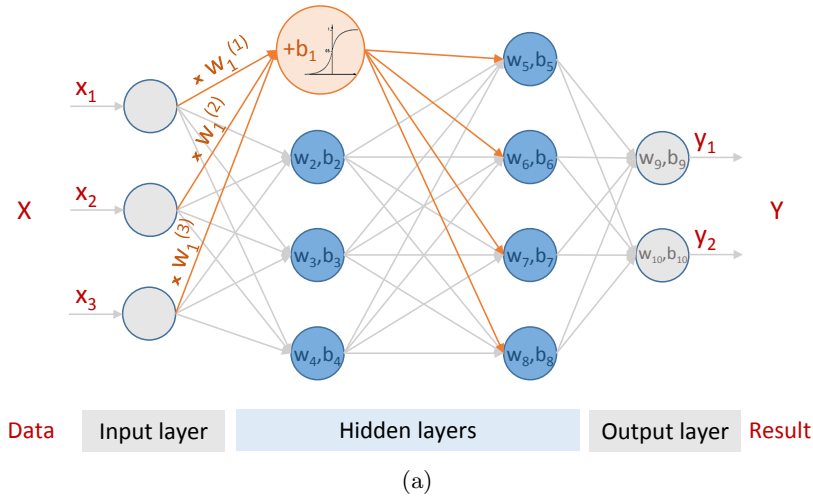 +b₁
× W₁⁽¹⁾
× W₁⁽²⁾
× W₁⁽³⁾
x₁
x₂
x₃
X
w₂,b₂
w₃,b₃
w₄,b₄
w₅,b₅
w₆,b₆
w₇,b₇
w₈,b₈
w₉,b₉
w₁₀,b₁₀
y₁
y₂
Y
Data
Input layer
Hidden layers
Output layer
Result
(a)